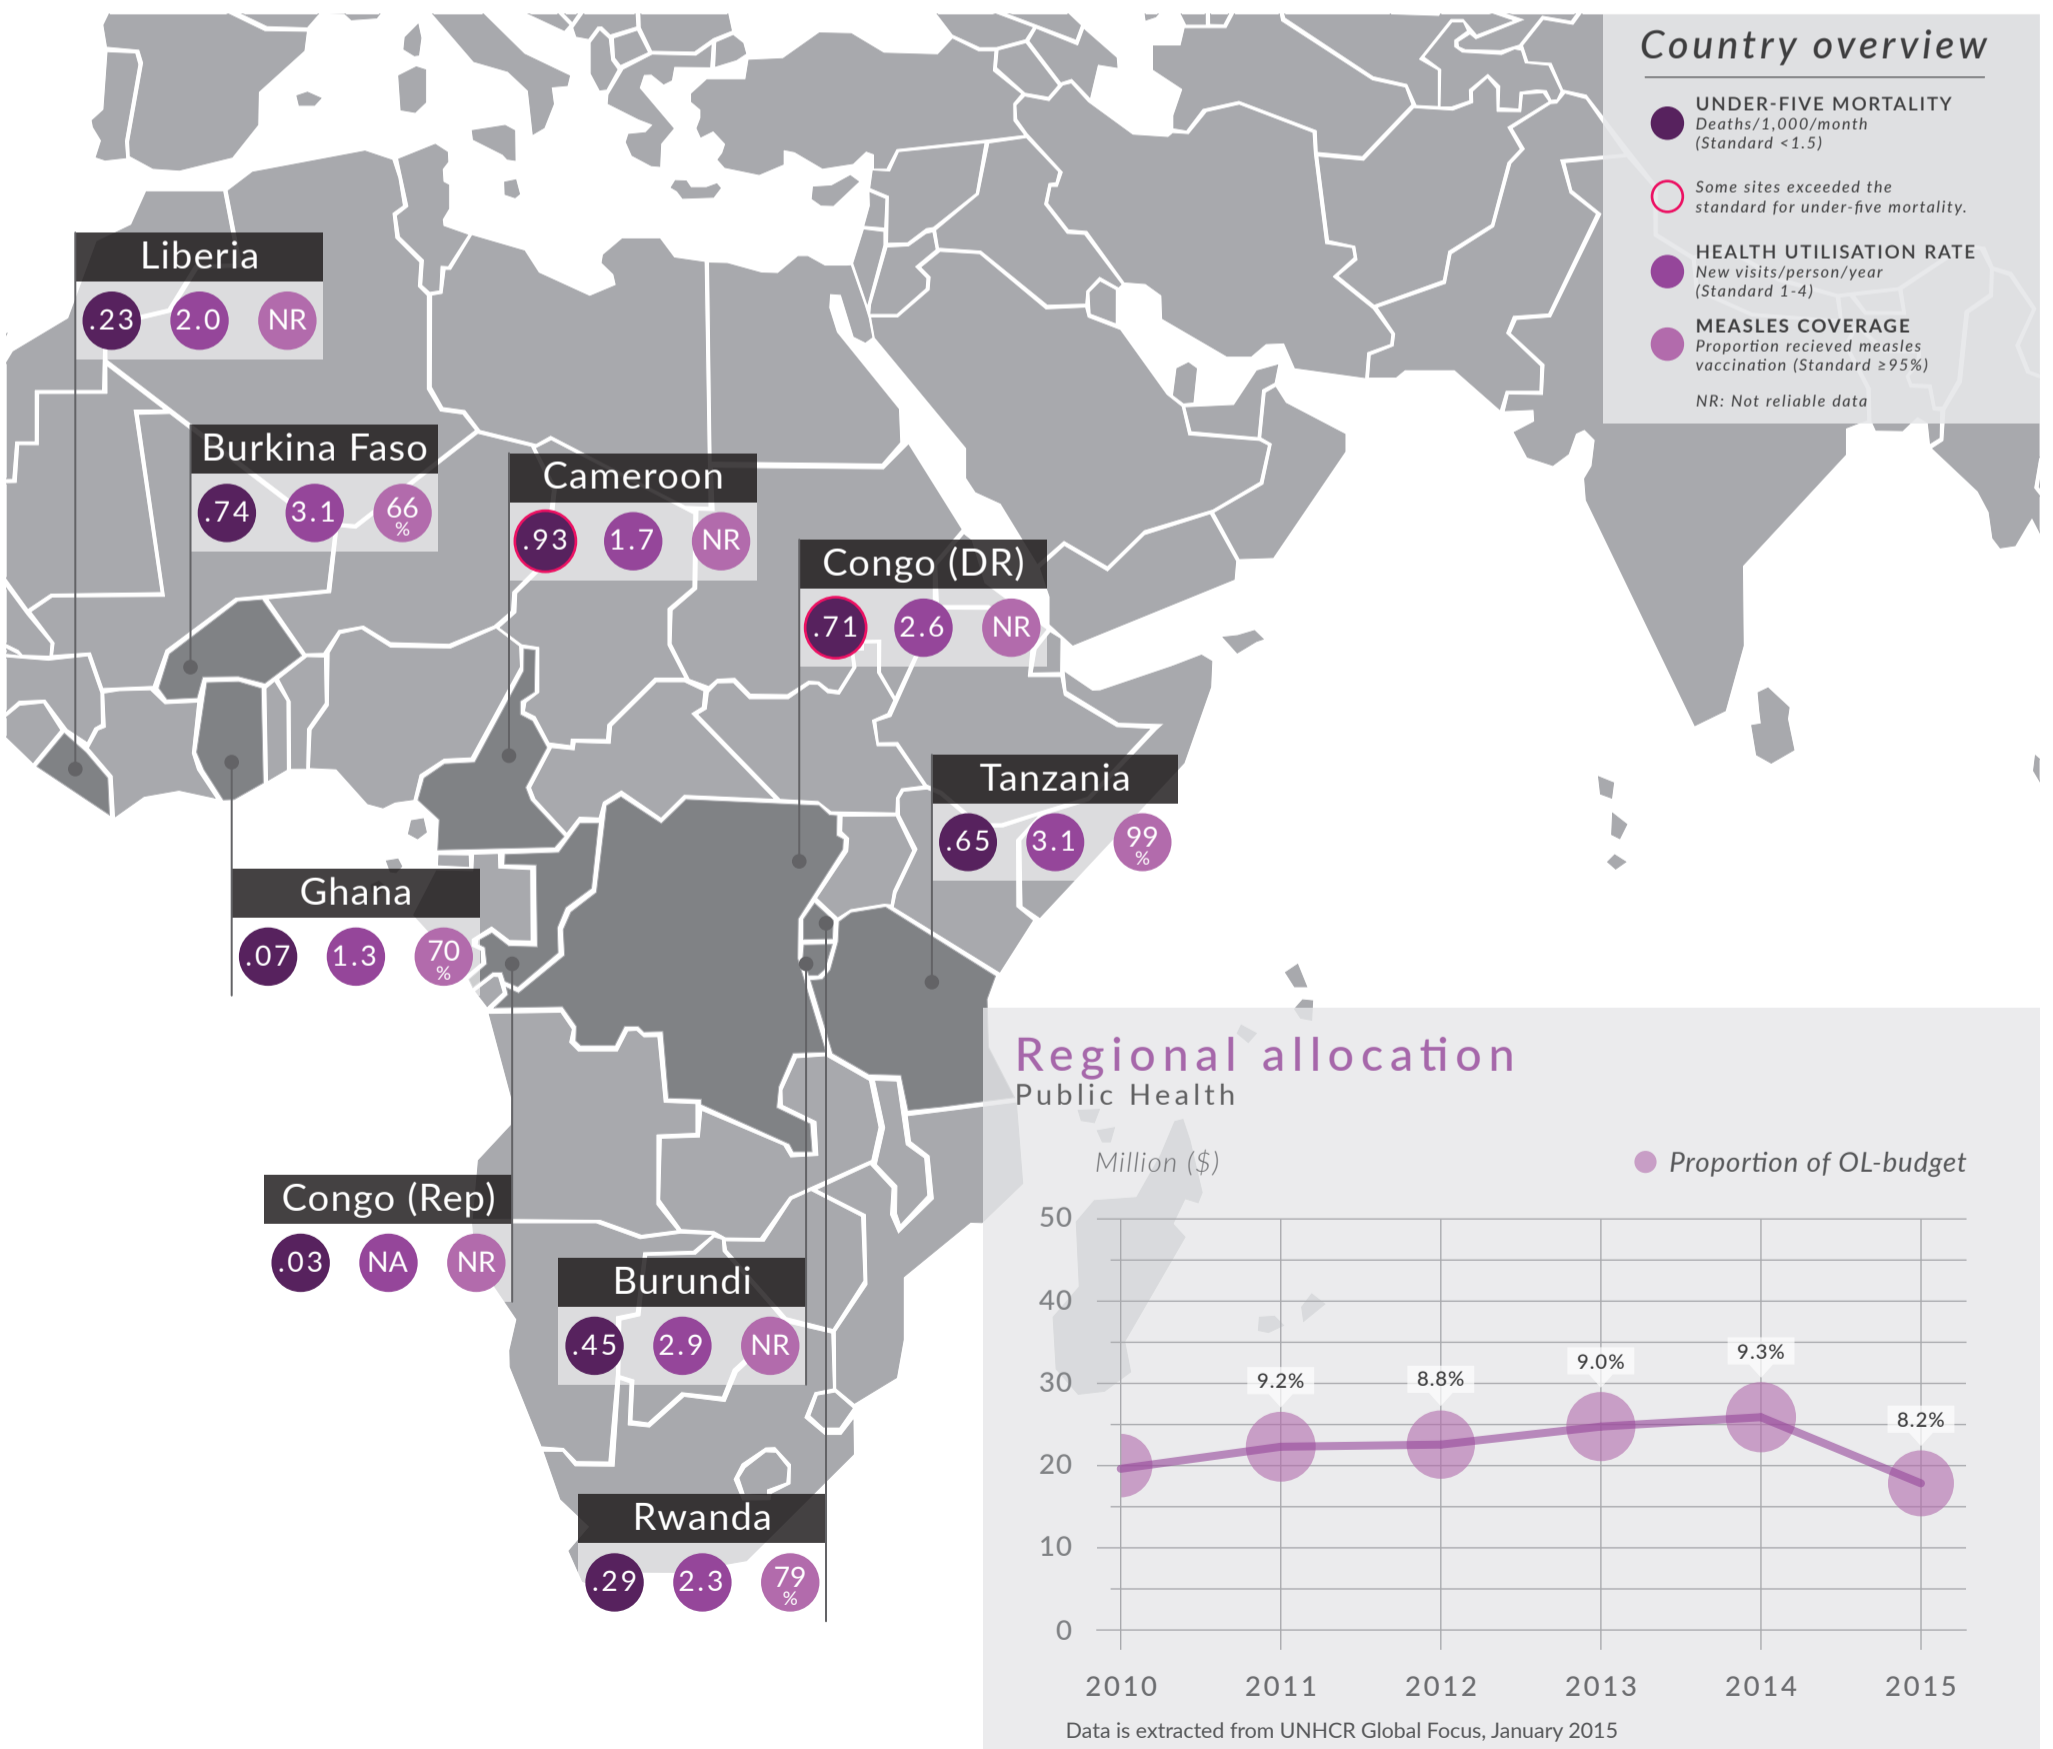 Country overview
UNDER-FIVE MORTALITY
Deaths/1,000/month
(Standard <1.5)
Some sites exceeded the
standard for under-five mortality.
HEALTH UTILISATION RATE
New visits/person/year
(Standard 1-4)
MEASLES COVERAGE
Proportion recieved measles
vaccination (Standard ≥95%)
NR: Not reliable data
Liberia
.23 2.0 NR
Burkina Faso
.74 3.1 66%
Cameroon
.93 1.7 NR
Congo (DR)
.71 2.6 NR
Tanzania
.65 3.1 99%
Ghana
.07 1.3 70%
Congo (Rep)
.03 NA NR
Burundi
.45 2.9 NR
Rwanda
.29 2.3 79%
Regional allocation
Public Health
Million ($)
Proportion of OL-budget
50
40
30
20
10
0
9.2% 8.8% 9.0% 9.3% 8.2%
2010 2011 2012 2013 2014 2015
Data is extracted from UNHCR Global Focus, January 2015